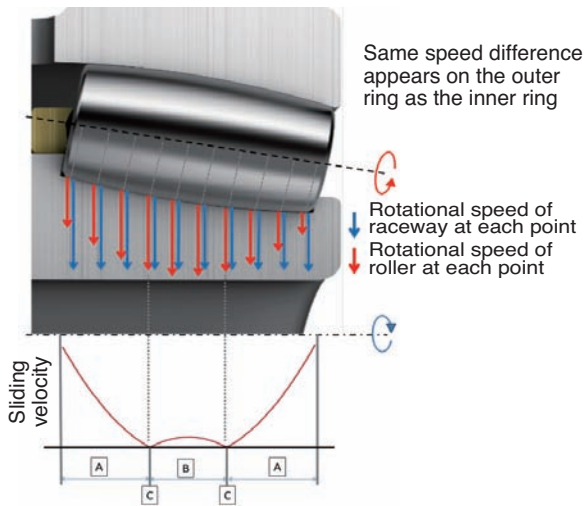 Same speed difference
appears on the outer
ring as the inner
ring
Rotational speed of
raceway at each point
Rotational speed of
roller at each point
Sliding
velocity
A
B
A
C
C